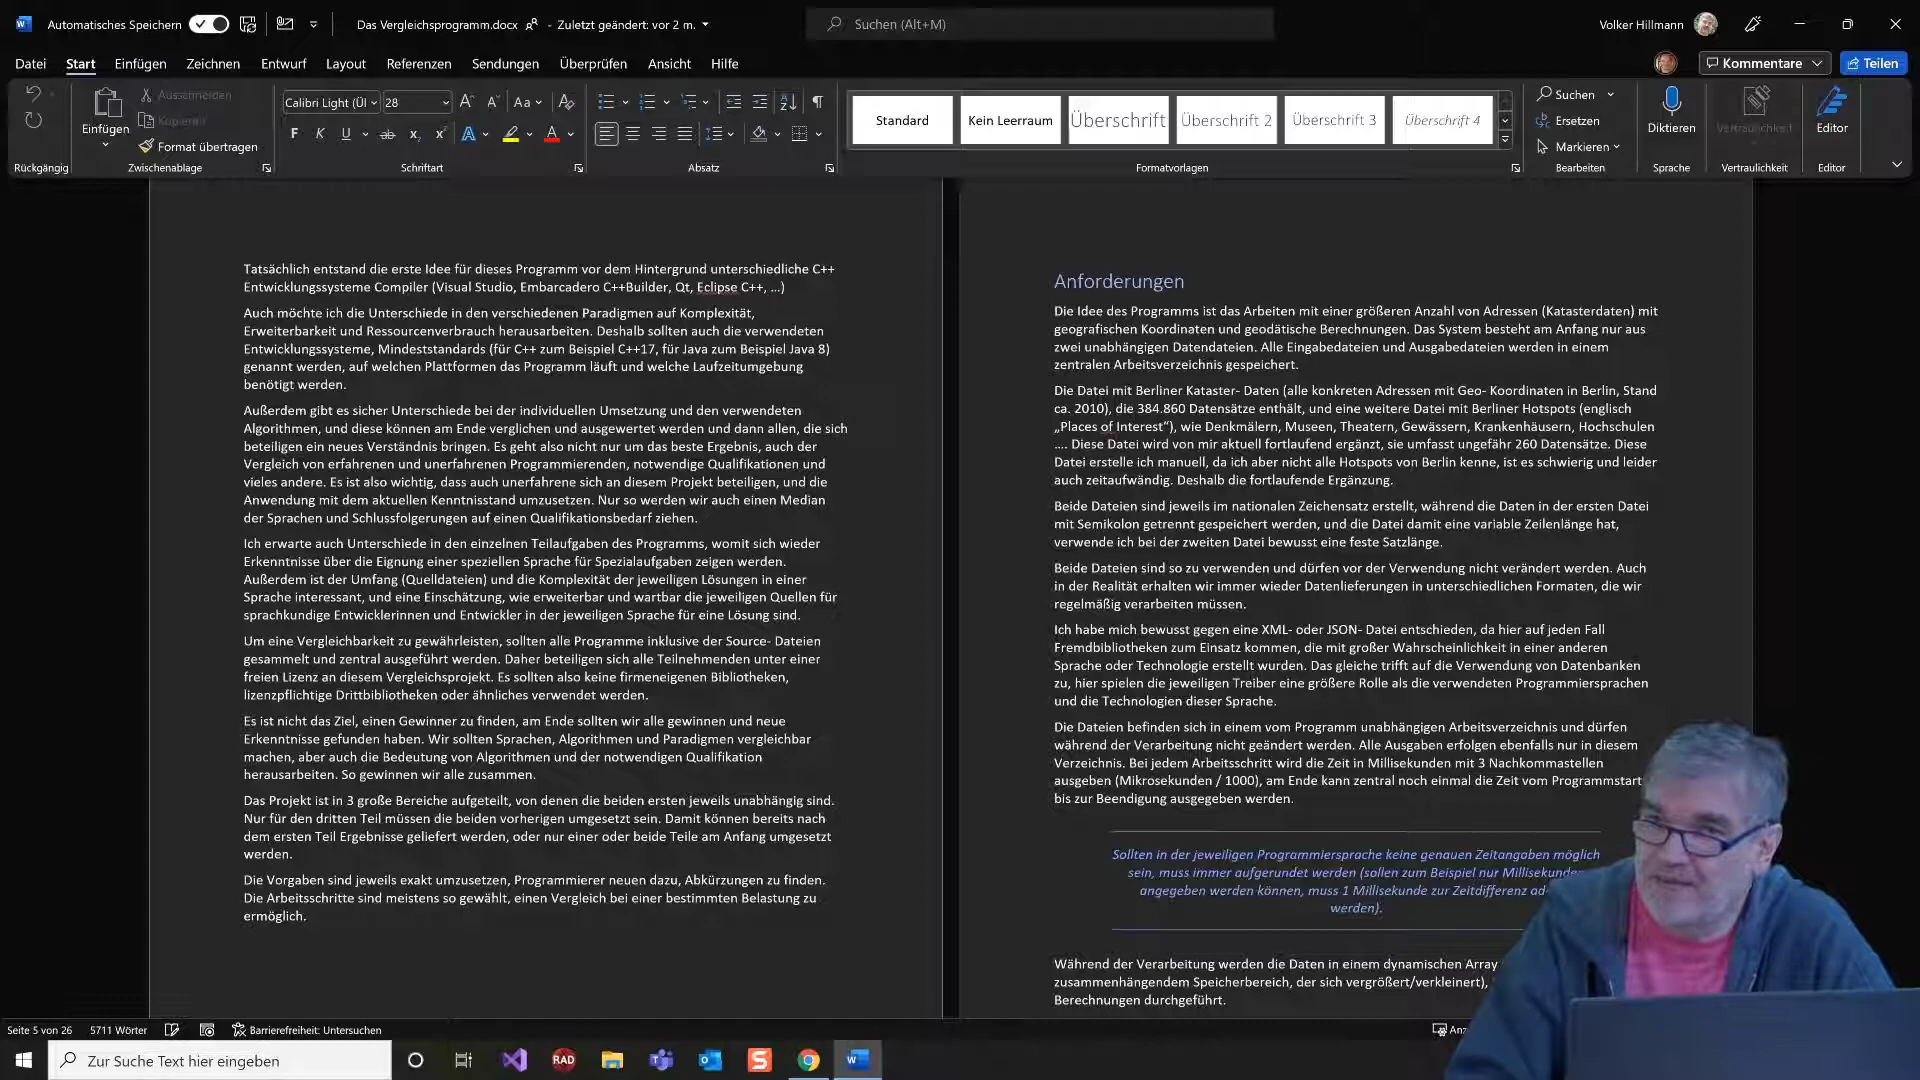 Automatisches Speichern
Das Vergleichsprogramm.docx - Zuletzt geändert: vor 2 m.
Suchen (Alt+M)
Volker Hillmann
Datei Start Einfügen Zeichnen Entwurf Layout Referenzen Sendungen Überprüfen Ansicht Hilfe
Kommentare Teilen
Ausschneiden
Kopieren
Einfügen
Format übertragen
Calibri Light (Ül 28
Standard Kein Leerraum Überschrift Überschrift 2 Überschrift 3 Überschrift 4
Suchen
Ersetzen
Markieren
Diktieren
Vertraulichkeit
Editor
Rückgängig Zwischenablage Schriftart Absatz Formatvorlagen Bearbeiten Sprache Vertraulichkeit Editor
Tatsächlich entstand die erste Idee für dieses Programm vor dem Hintergrund unterschiedliche C++
Entwicklungssysteme Compiler (Visual Studio, Embarcadero C++Builder, Qt, Eclipse C++, …)
Auch möchte ich die Unterschiede in den verschiedenen Paradigmen auf Komplexität,
Erweiterbarkeit und Ressourcenverbrauch herausarbeiten. Deshalb sollten auch die verwendeten
Entwicklungssysteme, Mindeststandards (für C++ zum Beispiel C++17, für Java zum Beispiel Java 8)
genannt werden, auf welchen Plattformen das Programm läuft und welche Laufzeitumgebung
benötigt werden.
Außerdem gibt es sicher Unterschiede bei der individuellen Umsetzung und den verwendeten
Algorithmen, und diese können am Ende verglichen und ausgewertet werden und dann allen, die sich
beteiligen ein neues Verständnis bringen. Es geht also nicht nur um das beste Ergebnis, auch der
Vergleich von erfahrenen und unerfahrenen Programmierenden, notwendige Qualifikationen und
vieles andere. Es ist also wichtig, dass auch unerfahrene sich an diesem Projekt beteiligen, und die
Anwendung mit dem aktuellen Kenntnisstand umzusetzen. Nur so werden wir auch einen Median
der Sprachen und Schlussfolgerungen auf einen Qualifikationsbedarf ziehen.
Ich erwarte auch Unterschiede in den einzelnen Teilaufgaben des Programms, womit sich wieder
Erkenntnisse über die Eignung einer speziellen Sprache für Spezialaufgaben zeigen werden.
Außerdem ist der Umfang (Quelldateien) und die Komplexität der jeweiligen Lösungen in einer
Sprache interessant, und eine Einschätzung, wie erweiterbar und wartbar die jeweiligen Quellen für
sprachkundige Entwicklerinnen und Entwickler in der jeweiligen Sprache für eine Lösung sind.
Um eine Vergleichbarkeit zu gewährleisten, sollten alle Programme inklusive der Source- Dateien
gesammelt und zentral ausgeführt werden. Daher beteiligen sich alle Teilnehmenden unter einer
freien Lizenz an diesem Vergleichsprojekt. Es sollten also keine firmeneigenen Bibliotheken,
lizenzpflichtige Drittbibliotheken oder ähnliches verwendet werden.
Es ist nicht das Ziel, einen Gewinner zu finden, am Ende sollten wir alle gewinnen und neue
Erkenntnisse gefunden haben. Wir sollten Sprachen, Algorithmen und Paradigmen vergleichbar
machen, aber auch die Bedeutung von Algorithmen und der notwendigen Qualifikation
herausarbeiten. So gewinnen wir alle zusammen.
Das Projekt ist in 3 große Bereiche aufgeteilt, von denen die beiden ersten jeweils unabhängig sind.
Nur für den dritten Teil müssen die beiden vorherigen umgesetzt sein. Damit können bereits nach
dem ersten Teil Ergebnisse geliefert werden, oder nur einer oder beide Teile am Anfang umgesetzt
werden.
Die Vorgaben sind jeweils exakt umzusetzen, Programmierer neuen dazu, Abkürzungen zu finden.
Die Arbeitsschritte sind meistens so gewählt, einen Vergleich bei einer bestimmten Belastung zu
ermöglich.
Anforderungen
Die Idee des Programms ist das Arbeiten mit einer größeren Anzahl von Adressen (Katasterdaten) mit
geografischen Koordinaten und geodätische Berechnungen. Das System besteht am Anfang nur aus
zwei unabhängigen Datendateien. Alle Eingabedateien und Ausgabedateien werden in einem
zentralen Arbeitsverzeichnis gespeichert.
Die Datei mit Berliner Kataster- Daten (alle konkreten Adressen mit Geo- Koordinaten in Berlin, Stand
ca. 2010), die 384.860 Datensätze enthält, und eine weitere Datei mit Berliner Hotspots (englisch
„Places of Interest“), wie Denkmälern, Museen, Theatern, Gewässern, Krankenhäusern, Hochschulen
…. Diese Datei wird von mir aktuell fortlaufend ergänzt, sie umfasst ungefähr 260 Datensätze. Diese
Datei erstelle ich manuell, da ich aber nicht alle Hotspots von Berlin kenne, ist es schwierig und leider
auch zeitaufwändig. Deshalb die fortlaufende Ergänzung.
Beide Dateien sind jeweils im nationalen Zeichensatz erstellt, während die Daten in der ersten Datei
mit Semikolon getrennt gespeichert werden, und die Datei damit eine variable Zeilenlänge hat,
verwende ich bei der zweiten Datei bewusst eine feste Satzlänge.
Beide Dateien sind so zu verwenden und dürfen vor der Verwendung nicht verändert werden. Auch
in der Realität erhalten wir immer wieder Datenlieferungen in unterschiedlichen Formaten, die wir
regelmäßig verarbeiten müssen.
Ich habe mich bewusst gegen eine XML- oder JSON- Datei entschieden, da hier auf jeden Fall
Fremdbibliotheken zum Einsatz kommen, die mit großer Wahrscheinlichkeit in einer anderen
Sprache oder Technologie erstellt wurden. Das gleiche trifft auf die Verwendung von Datenbanken
zu, hier spielen die jeweiligen Treiber eine größere Rolle als die verwendeten Programmiersprachen
und die Technologien dieser Sprache.
Die Dateien befinden sich in einem vom Programm unabhängigen Arbeitsverzeichnis und dürfen
während der Verarbeitung nicht geändert werden. Alle Ausgaben erfolgen ebenfalls nur in diesem
Verzeichnis. Bei jedem Arbeitsschritt wird die Zeit in Millisekunden mit 3 Nachkommastellen
ausgeben (Mikrosekunden / 1000), am Ende kann zentral noch einmal die Zeit vom Programmstart
bis zur Beendigung ausgegeben werden.
Sollten in der jeweiligen Programmiersprache keine genauen Zeitangaben möglich
sein, muss immer aufgerundet werden (sollen zum Beispiel nur Millisekunden
angegeben werden können, muss 1 Millisekunde zur Zeitdifferenz ad
werden).
Während der Verarbeitung werden die Daten in einem dynamischen Array
zusammenhängendem Speicherbereich, der sich vergrößert/verkleinert),
Berechnungen durchgeführt.
Seite 5 von 26 5711 Wörter Barrierefreiheit: Untersuchen
Anz
Zur Suche Text hier eingeben
RAD